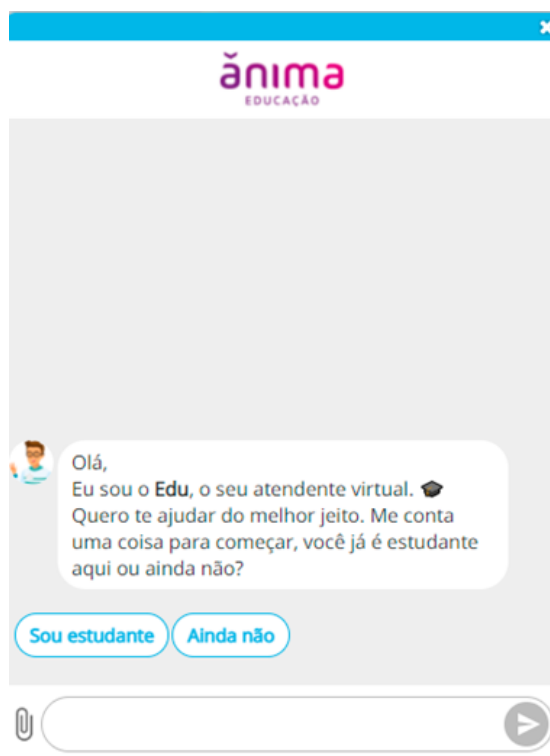 ănıma
EDUCAÇÃO
Olá,
Eu sou o Edu, o seu atendente virtual. 🎓
Quero te ajudar do melhor jeito. Me conta
uma coisa para começar, você já é estudante
aqui ou ainda não?
Sou estudante
Ainda não